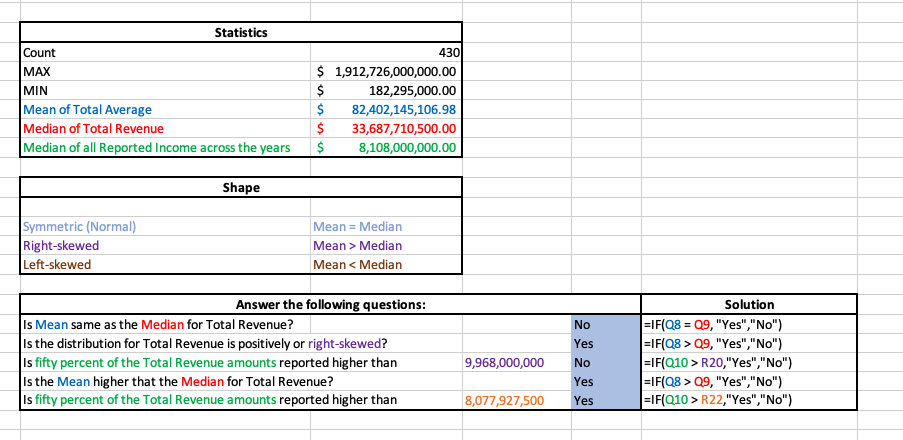 Statistics
Count 430
MAX $ 1,912,726,000,000.00
MIN $ 182,295,000.00
Mean of Total Average $ 82,402,145,106.98
Median of Total Revenue $ 33,687,710,500.00
Median of all Reported Income across the years $ 8,108,000,000.00
Shape
Symmetric (Normal) Mean = Median
Right-skewed Mean > Median
Left-skewed Mean < Median
Answer the following questions: Solution
Is Mean same as the Median for Total Revenue? No =IF(Q8 = Q9, "Yes","No")
Is the distribution for Total Revenue is positively or right-skewed? Yes =IF(Q8 > Q9, "Yes","No")
Is fifty percent of the Total Revenue amounts reported higher than 9,968,000,000 No =IF(Q10 > R20,"Yes","No")
Is the Mean higher that the Median for Total Revenue? Yes =IF(Q8 > Q9, "Yes","No")
Is fifty percent of the Total Revenue amounts reported higher than 8,077,927,500 Yes =IF(Q10 > R22,"Yes","No")